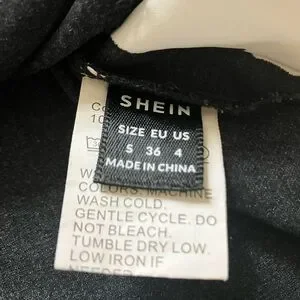 SHEIN
SIZE EU US
S 36 4
MADE IN CHINA
COLORS MACHINE
WASH COLD.
GENTLE CYCLE. DO
NOT BLEACH.
TUMBLE DRY LOW.
LOW IRON IF
NEEDED